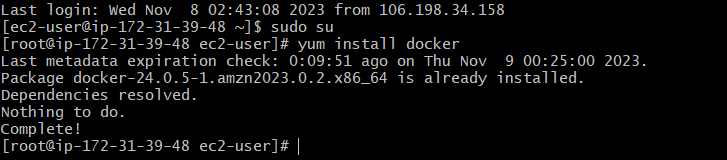 Last login: Wed Nov  8 02:43:08 2023 from 106.198.34.158
[ec2-user@ip-172-31-39-48 ~]$ sudo su
[root@ip-172-31-39-48 ec2-user]# yum install docker
Last metadata expiration check: 0:09:51 ago on Thu Nov  9 00:25:00 2023.
Package docker-24.0.5-1.amzn2023.0.2.x86_64 is already installed.
Dependencies resolved.
Nothing to do.
Complete!
[root@ip-172-31-39-48 ec2-user]#